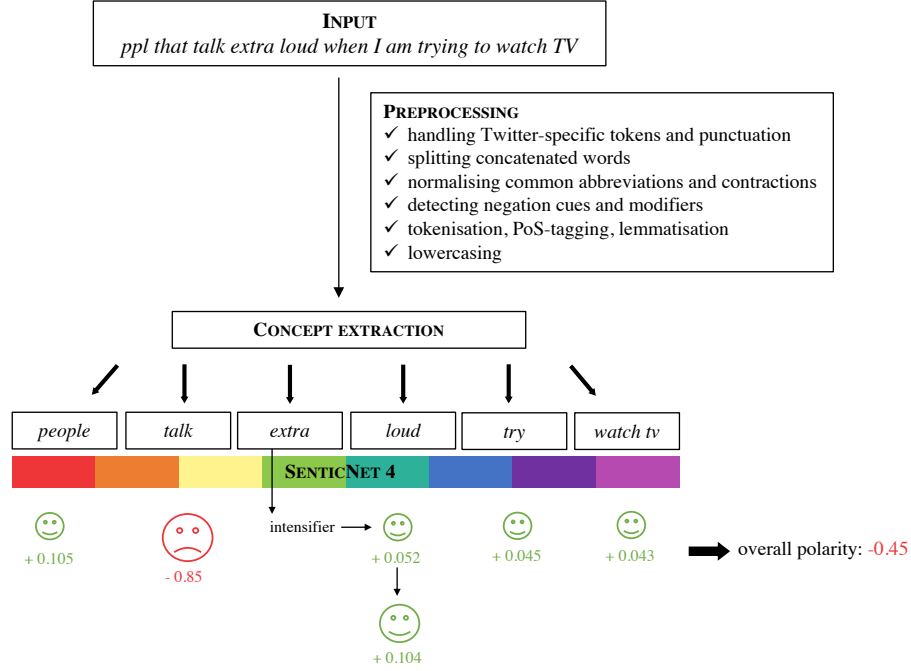 INPUT
ppl that talk extra loud when I am trying to watch TV
PREPROCESSING
✓ handling Twitter-specific tokens and punctuation
✓ splitting concatenated words
✓ normalising common abbreviations and contractions
✓ detecting negation cues and modifiers
✓ tokenisation, PoS-tagging, lemmatisation
✓ lowercasing
CONCEPT EXTRACTION
people talk extra loud try watch tv
SENTICNET 4
intensifier
+ 0.105 - 0.85 + 0.052 + 0.045 + 0.043
overall polarity: -0.45
+ 0.104